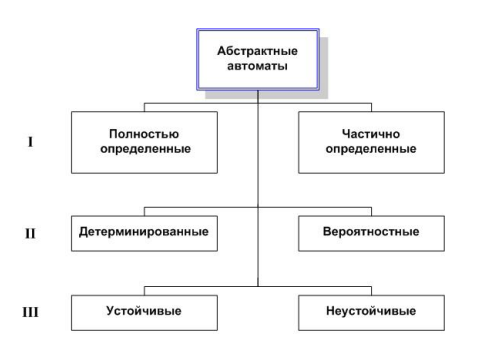 Абстрактные
автоматы
I
Полностью
определенные
Частично
определенные
II
Детерминированные
Вероятностные
III
Устойчивые
Неустойчивые